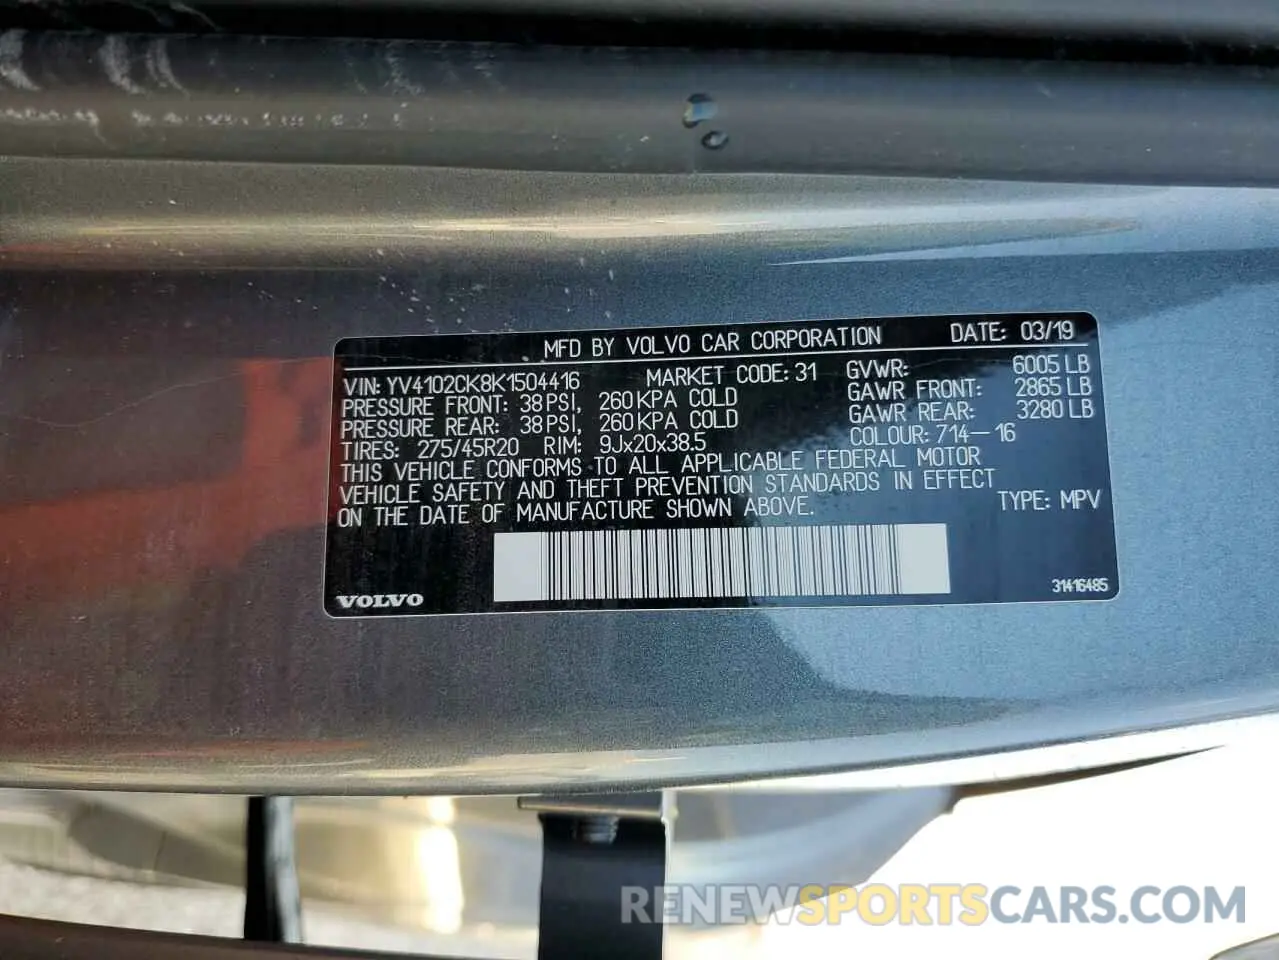 MFD BY VOLVO CAR CORPORATION DATE: 03/19
VIN: YV4102CK8K1504416 MARKET CODE: 31 GVWR: 6005 LB
PRESSURE FRONT: 38 PSI, 260 KPA COLD GAWR FRONT: 2865 LB
PRESSURE REAR: 38 PSI, 260 KPA COLD GAWR REAR: 3280 LB
TIRES: 275/45R20 RIM: 9Jx20x38.5 COLOUR: 714-16
THIS VEHICLE CONFORMS TO ALL APPLICABLE FEDERAL MOTOR
VEHICLE SAFETY AND THEFT PREVENTION STANDARDS IN EFFECT
ON THE DATE OF MANUFACTURE SHOWN ABOVE. TYPE: MPV
VOLVO 31416485
RENEWSPORTSCARS.COM